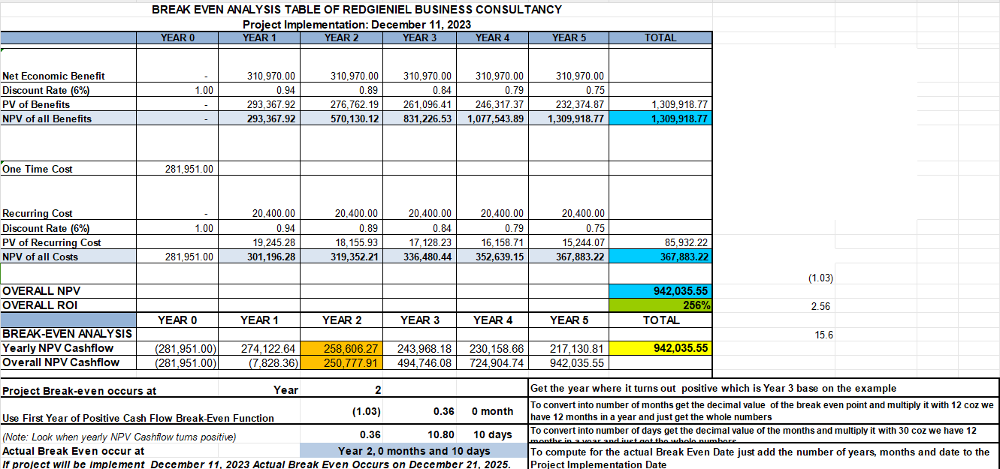 BREAK EVEN ANALYSIS TABLE OF REDGIENIEL BUSINESS CONSULTANCY
Project Implementation: December 11, 2023
YEAR 0 YEAR 1 YEAR 2 YEAR 3 YEAR 4 YEAR 5 TOTAL
Net Economic Benefit - 310,970.00 310,970.00 310,970.00 310,970.00 310,970.00
Discount Rate (6%) 1.00 0.94 0.89 0.84 0.79 0.75
PV of Benefits - 293,367.92 276,762.19 261,096.41 246,317.37 232,374.87 1,309,918.77
NPV of all Benefits - 293,367.92 570,130.12 831,226.53 1,077,543.89 1,309,918.77 1,309,918.77
One Time Cost 281,951.00
Recurring Cost - 20,400.00 20,400.00 20,400.00 20,400.00 20,400.00
Discount Rate (6%) 1.00 0.94 0.89 0.84 0.79 0.75
PV of Recurring Cost 19,245.28 18,155.93 17,128.23 16,158.71 15,244.07 85,932.22
NPV of all Costs 281,951.00 301,196.28 319,352.21 336,480.44 352,639.15 367,883.22 367,883.22
(1.03)
OVERALL NPV 942,035.55
OVERALL ROI 256% 2.56
YEAR 0 YEAR 1 YEAR 2 YEAR 3 YEAR 4 YEAR 5 TOTAL
BREAK-EVEN ANALYSIS 15.6
Yearly NPV Cashflow (281,951.00) 274,122.64 258,606.27 243,968.18 230,158.66 217,130.81 942,035.55
Overall NPV Cashflow (281,951.00) (7,828.36) 250,777.91 494,746.08 724,904.74 942,035.55
Project Break-even occurs at Year 2 Get the year where it turns out positive which is Year 3 base on the example
Use First Year of Positive Cash Flow Break-Even Function (1.03) 0.36 0 month To convert into number of months get the decimal value of the break even point and multiply it with 12 coz we
have 12 months in a year and just get the whole numbers
(Note: Look when yearly NPV Cashflow turns positive) 0.36 10.80 10 days To convert into number of days get the decimal value of the months and multiply it with 30 coz we have 12
months in a year and just get the whole numbers
Actual Break Even occur at Year 2, 0 months and 10 days To compute for the actual Break Even Date just add the number of years, months and date to the
If project will be implement December 11, 2023 Actual Break Even Occurs on December 21, 2025. Project Implementation Date